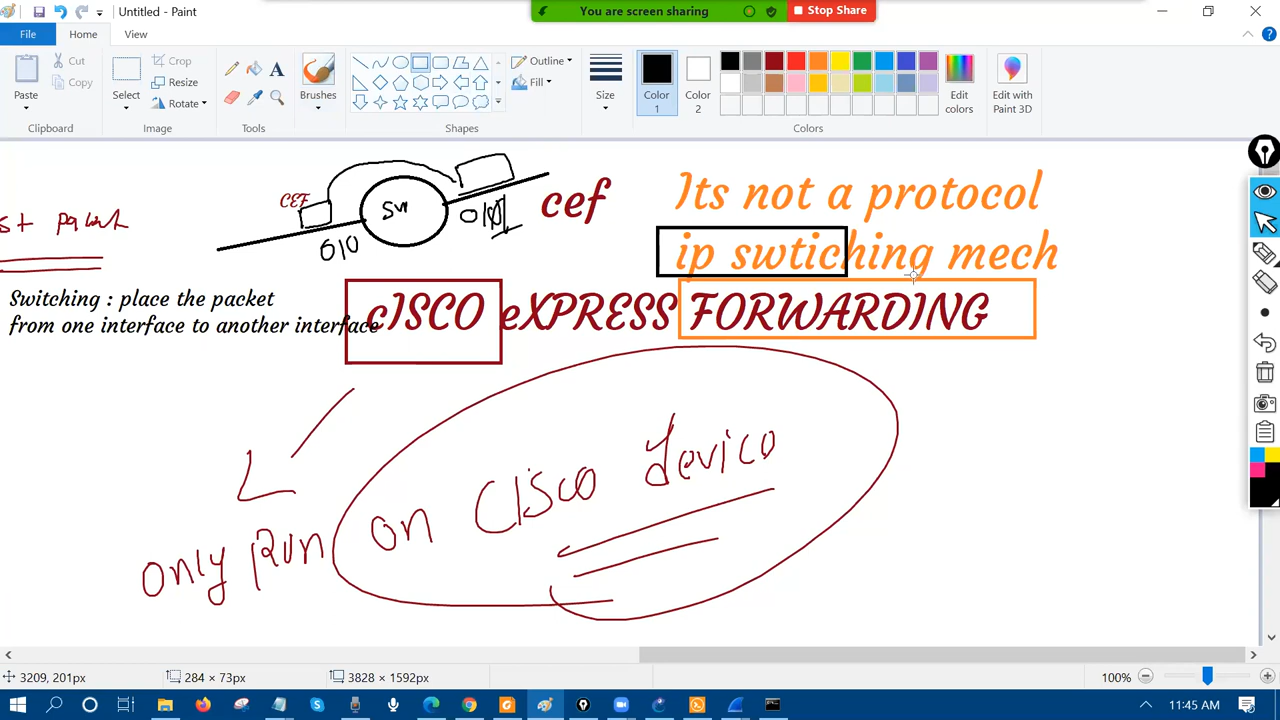 Untitled - Paint
You are screen sharing
Stop Share
File
Home
View
Paste
Cut
Copy
Clipboard
Select
Crop
Resize
Rotate
Image
Tools
Brushes
Outline
Fill
Shapes
Size
Color
1
Color
2
Edit
colors
Edit with
Paint 3D
Colors
CEF
SW
0/0
cef
Its not a protocol
ip swtiching mech
Switching : place the packet
from one interface to another interface
cISCO eXPRESS FORWARDING
only Run on CISCO
3209, 201px
284 × 73px
3828 × 1592px
100%
11:45 AM